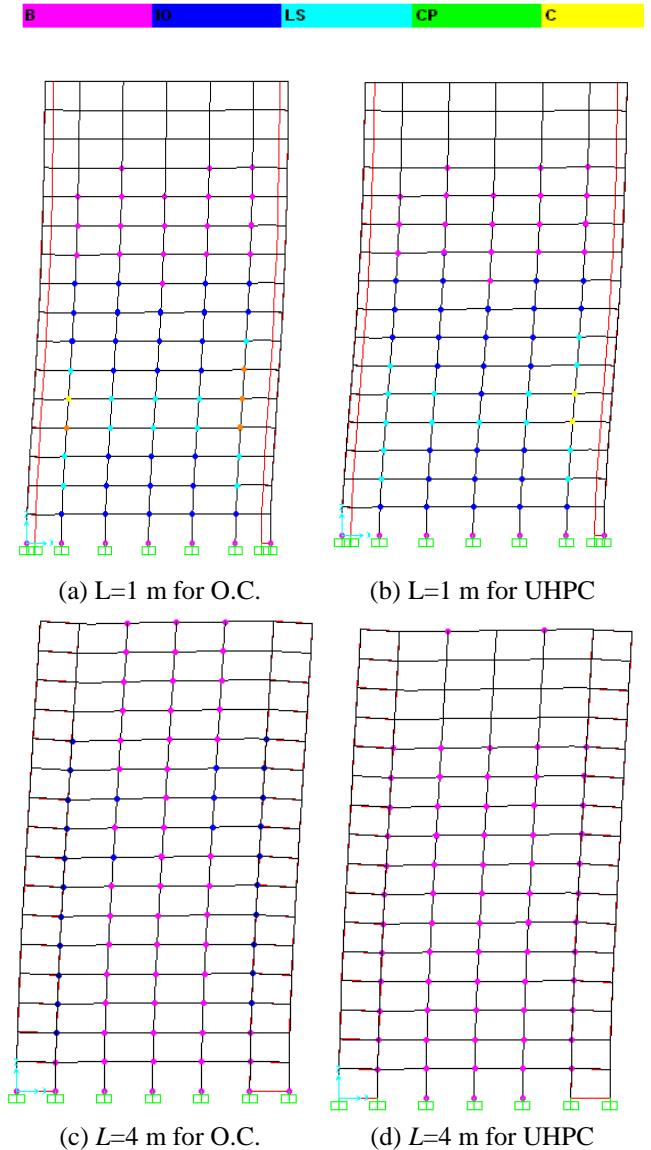 B IO LS CP C
(a) L=1 m for O.C. (b) L=1 m for UHPC
(c) L=4 m for O.C. (d) L=4 m for UHPC